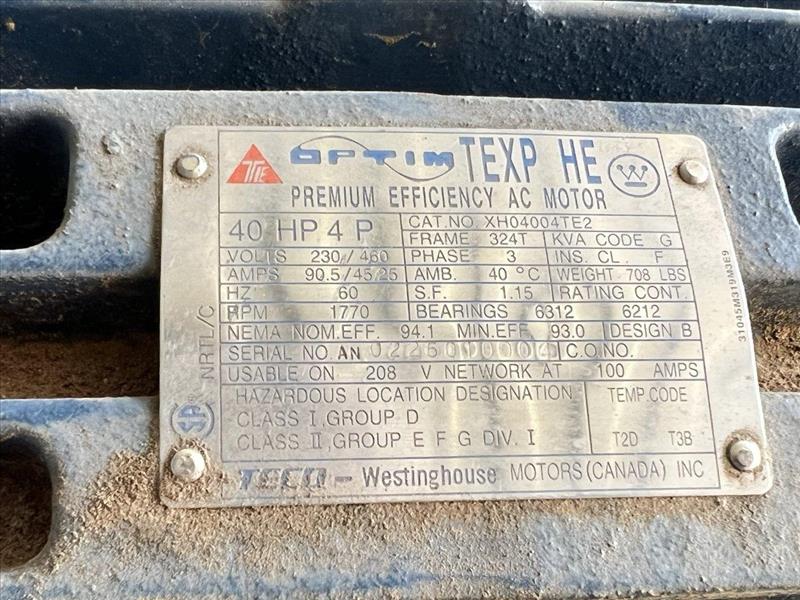 TTE OPTIM TEXP HE W
PREMIUM EFFICIENCY AC MOTOR
40 HP 4 P CAT.NO. XH04004TE2
FRAME 324T KVA CODE G
VOLTS 230/460 PHASE 3 INS. CL. F
AMPS 90.5/45.25 AMB. 40 °C WEIGHT 708 LBS
HZ 60 S.F. 1.15 RATING CONT.
RPM 1770 BEARINGS 6312 6212
NEMA NOM.EFF. 94.1 MIN.EFF. 93.0 DESIGN B
SERIAL NO. AN C.O.NO.
USABLE ON 208 V NETWORK AT 100 AMPS
HAZARDOUS LOCATION DESIGNATION TEMP.CODE
CLASS I,GROUP D
CLASS II,GROUP E F G DIV. I T2D T3B
TECO - Westinghouse MOTORS(CANADA) INC
NRTL/C
SP
31045M319M3E9